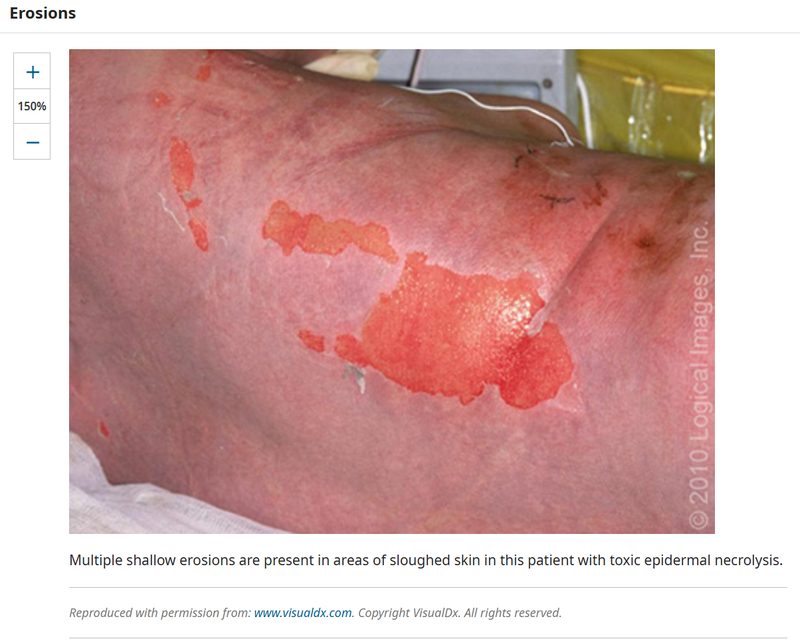 Erosions
+
150%
−
© 2010 Logical Images, Inc.
Multiple shallow erosions are present in areas of sloughed skin in this patient with toxic epidermal necrolysis.
Reproduced with permission from: www.visualdx.com. Copyright VisualDx. All rights reserved.